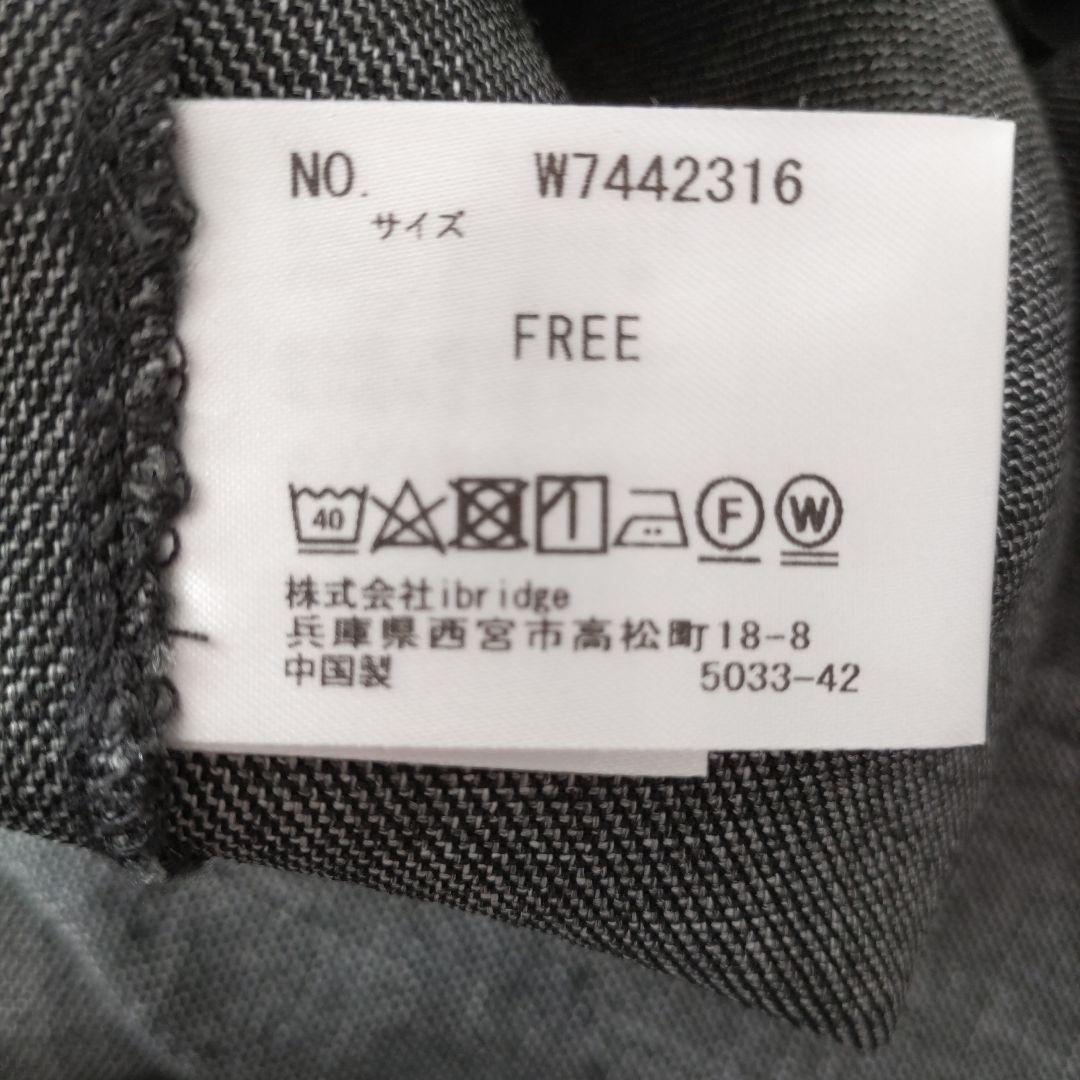 NO. W7442316
サイズ
FREE
40 F W
株式会社ibridge
兵庫県西宮市高松町18-8
中国製 5033-42